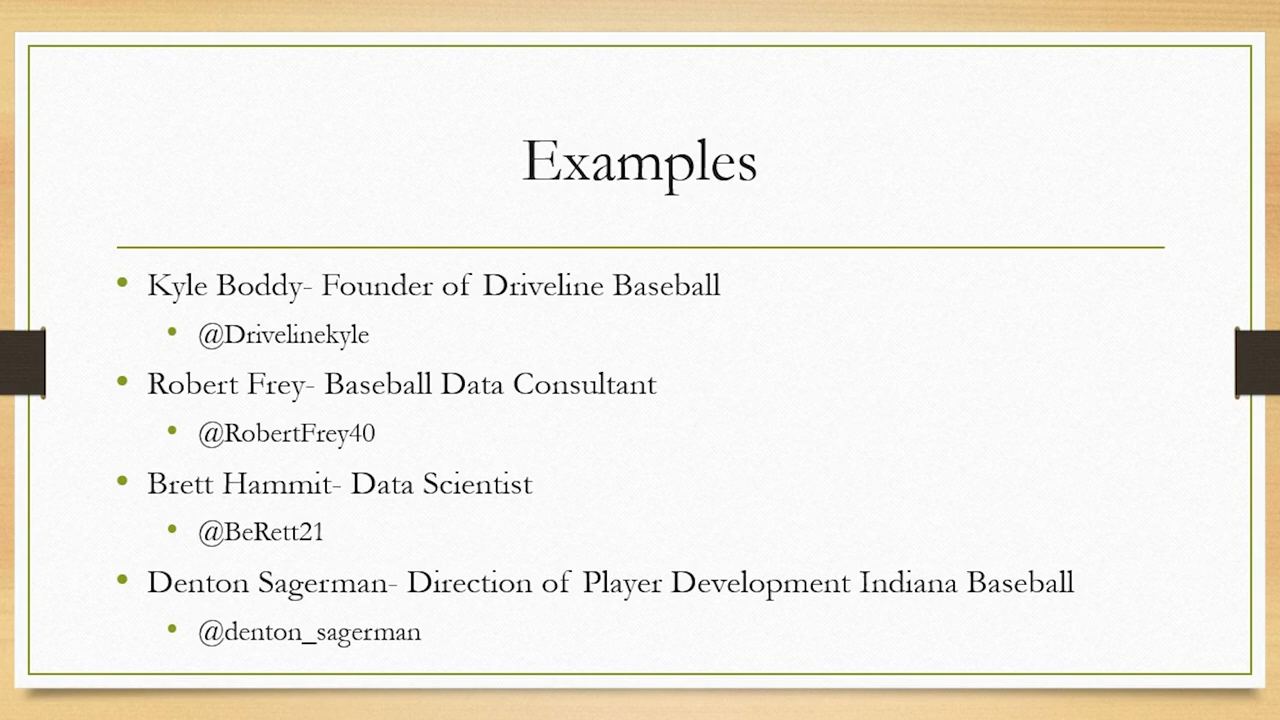 Examples
• Kyle Boddy- Founder of Driveline Baseball
• @Drivelinekyle
• Robert Frey- Baseball Data Consultant
• @RobertFrey40
• Brett Hammit- Data Scientist
• @BeRett21
• Denton Sagerman- Direction of Player Development Indiana Baseball
• @denton_sagerman